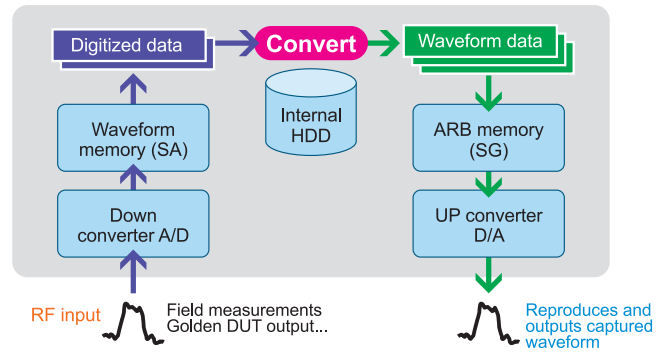 Digitized data
Convert
Waveform data
Internal
HDD
Waveform
memory (SA)
ARB memory
(SG)
Down
converter A/D
UP converter
D/A
RF input
Field measurements
Golden DUT output...
Reproduces and
outputs captured
waveform